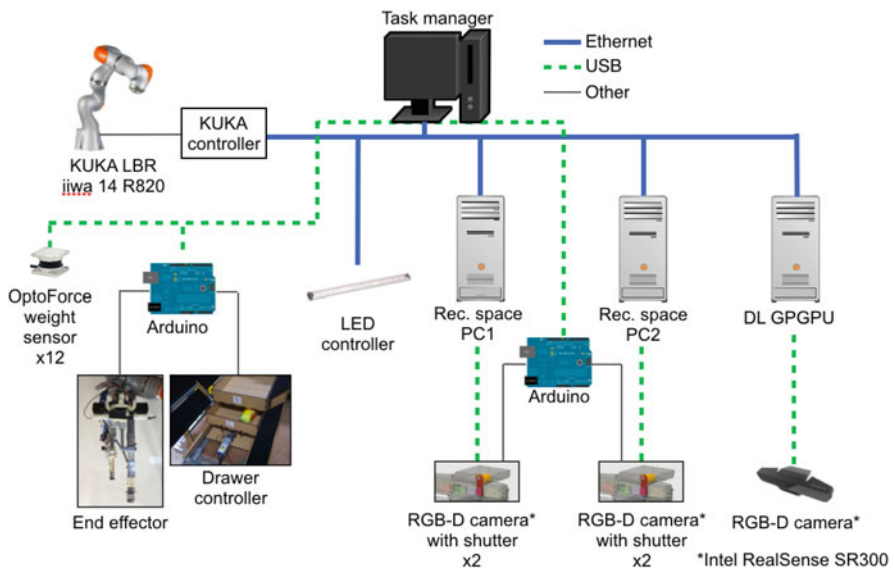 Task manager
Ethernet
USB
Other
KUKA
controller
KUKA LBR
iiwa 14 R820
OptoForce
weight
sensor
x12
Arduino
LED
controller
Rec. space
PC1
Rec. space
PC2
DL GPGPU
Arduino
End effector
Drawer
controller
RGB-D camera*
with shutter
x2
RGB-D camera*
with shutter
x2
RGB-D camera*
*Intel RealSense SR300